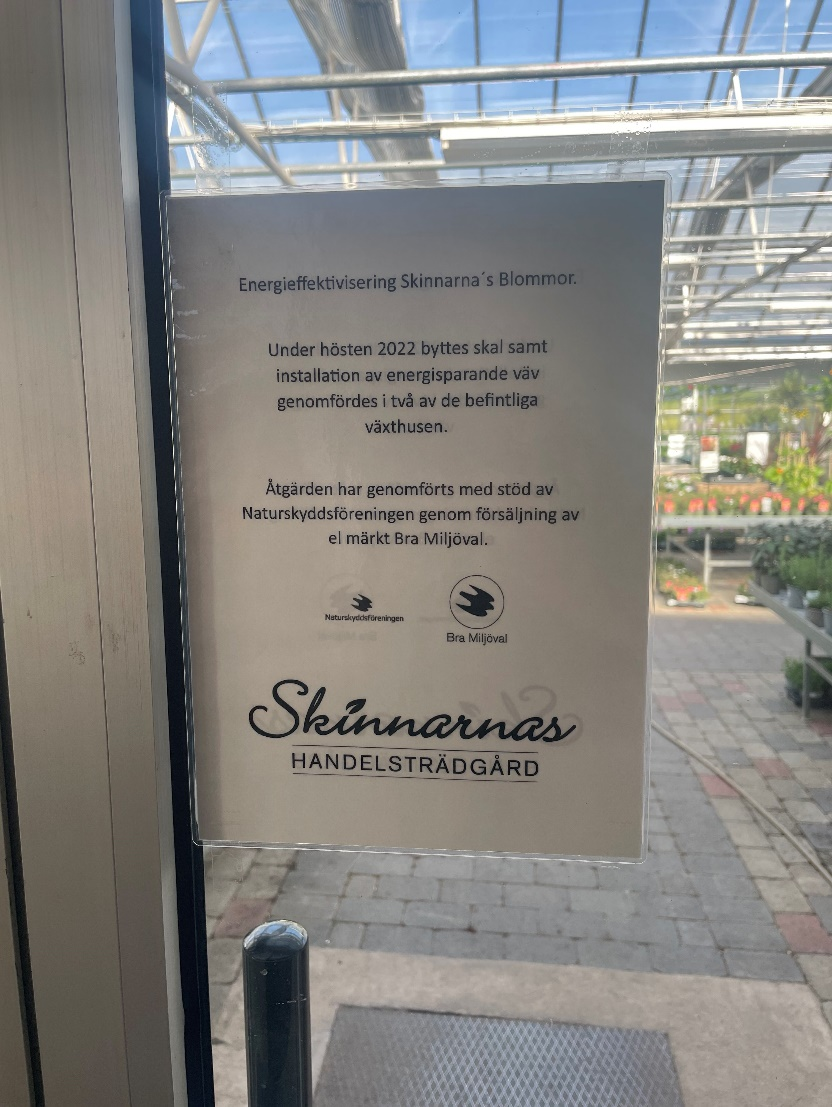 Energieffektivisering Skinnarna´s Blommor.
Under hösten 2022 byttes skal samt
installation av energisparande väv
genomfördes i två av de befintliga
växthusen.
Åtgärden har genomförts med stöd av
Naturskyddsföreningen genom försäljning av
el märkt Bra Miljöval.
Naturskyddsföreningen
Bra Miljöval
Skinnarnas
HANDELSTRÄDGÅRD